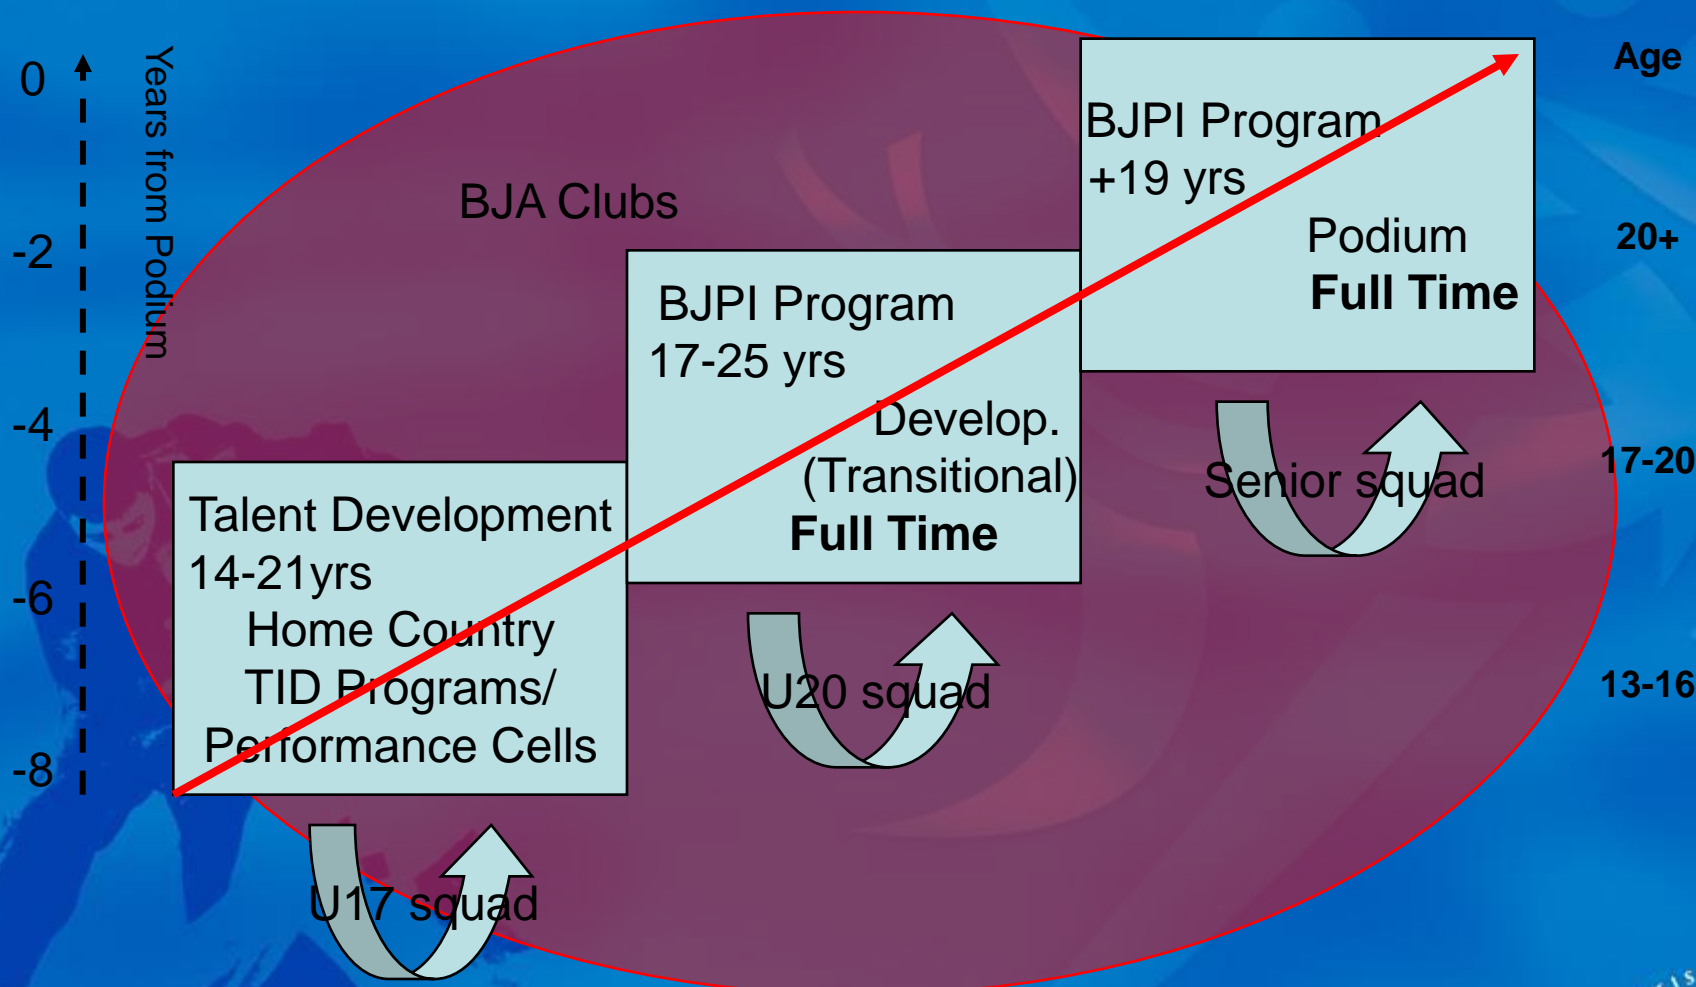 0
-2
-4
-6
-8
Years from Podium
BJA Clubs
Talent Development
14-21yrs
Home Country
TID Programs/
Performance Cells
U17 squad
BJPI Program
17-25 yrs
Develop.
(Transitional)
Full Time
U20 squad
BJPI Program
+19 yrs
Podium
Full Time
Senior squad
Age
20+
17-20
13-16